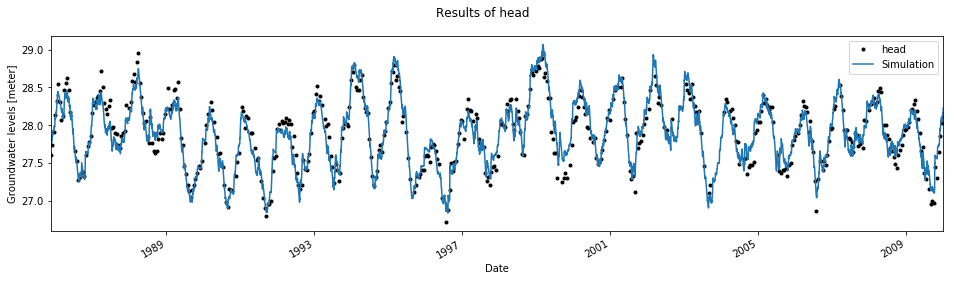 Results of head
head
Simulation
Groundwater levels [meter]
29.0
28.5
28.0
27.5
27.0
1989
1993
1997
2001
2005
2009
Date